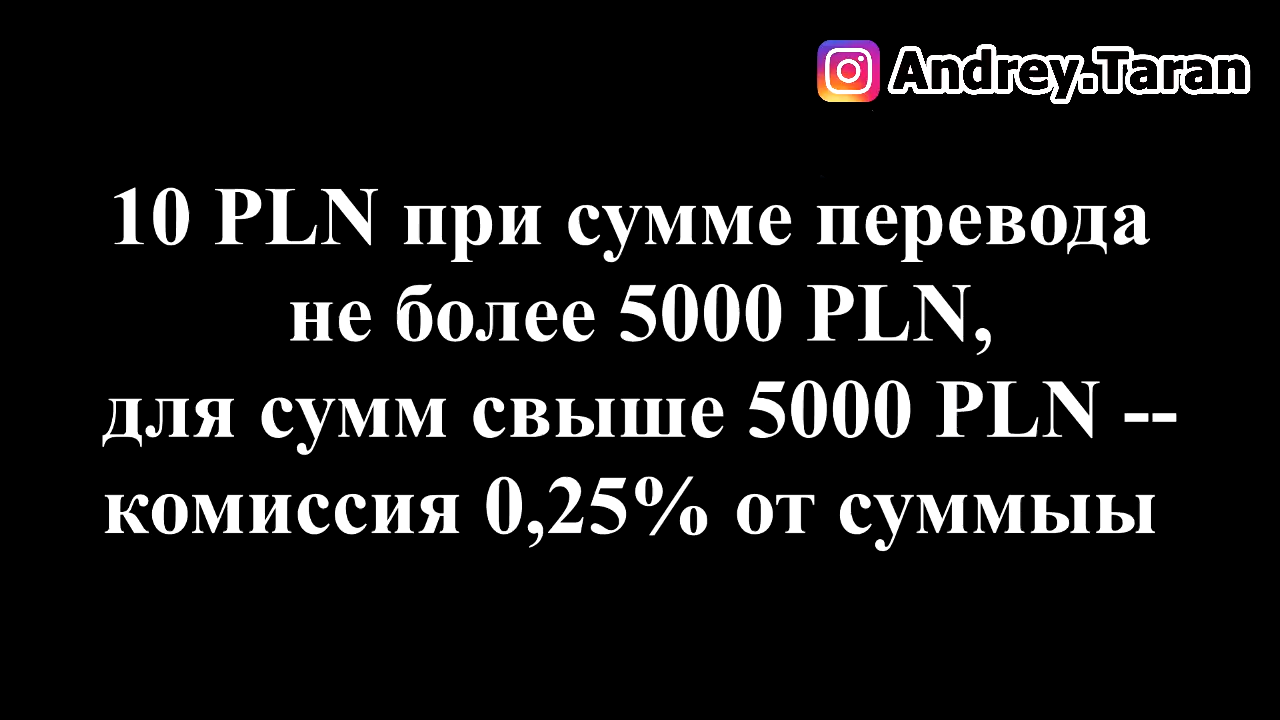 Andrey.Taran
10 PLN при сумме перевода
не более 5000 PLN,
для сумм свыше 5000 PLN --
комиссия 0,25% от суммыы